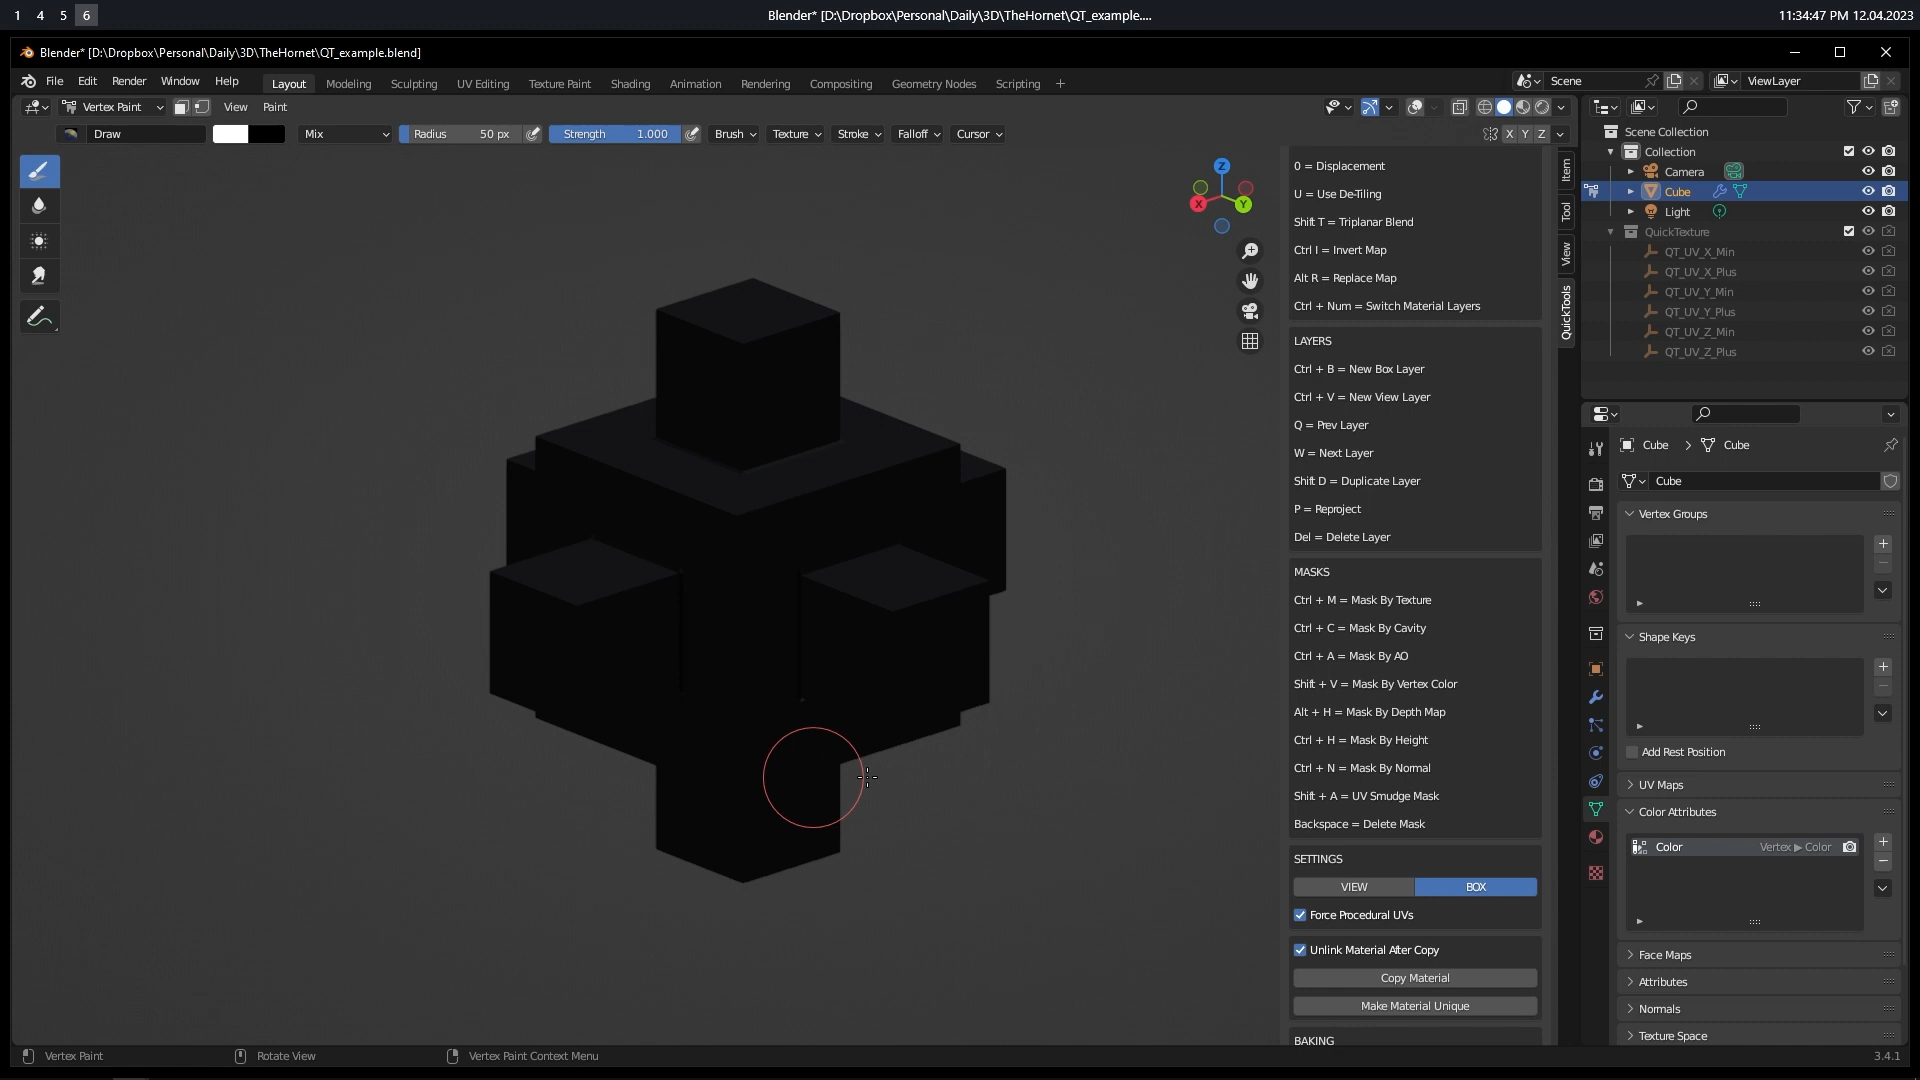 1 4 5 6
Blender* [D:\Dropbox\Personal\Daily\3D\TheHornet\QT_example....
11:34:47 PM 12.04.2023
Blender* [D:\Dropbox\Personal\Daily\3D\TheHornet\QT_example.blend]
File Edit Render Window Help
Layout Modeling Sculpting UV Editing Texture Paint Shading Animation Rendering Compositing Geometry Nodes Scripting +
Scene
ViewLayer
Vertex Paint
View Paint
Draw
Mix
Radius 50 px
Strength 1.000
Brush Texture Stroke Falloff Cursor
X Y Z
Z
X
Y
0 = Displacement
U = Use De-Tiling
Shift T = Triplanar Blend
Ctrl I = Invert Map
Alt R = Replace Map
Ctrl + Num = Switch Material Layers
LAYERS
Ctrl + B = New Box Layer
Ctrl + V = New View Layer
Q = Prev Layer
W = Next Layer
Shift D = Duplicate Layer
P = Reproject
Del = Delete Layer
MASKS
Ctrl + M = Mask By Texture
Ctrl + C = Mask By Cavity
Ctrl + A = Mask By AO
Shift + V = Mask By Vertex Color
Alt + H = Mask By Depth Map
Ctrl + H = Mask By Height
Ctrl + N = Mask By Normal
Shift + A = UV Smudge Mask
Backspace = Delete Mask
SETTINGS
VIEW BOX
Force Procedural UVs
Unlink Material After Copy
Copy Material
Make Material Unique
BAKING
Item
Tool
View
QuickTools
Scene Collection
Collection
Camera
Cube
Light
QuickTexture
QT_UV_X_Min
QT_UV_X_Plus
QT_UV_Y_Min
QT_UV_Y_Plus
QT_UV_Z_Min
QT_UV_Z_Plus
Cube > Cube
Cube
Vertex Groups
Shape Keys
Add Rest Position
UV Maps
Color Attributes
Color Vertex ▶ Color
Face Maps
Attributes
Normals
Texture Space
Vertex Paint
Rotate View
Vertex Paint Context Menu
3.4.1